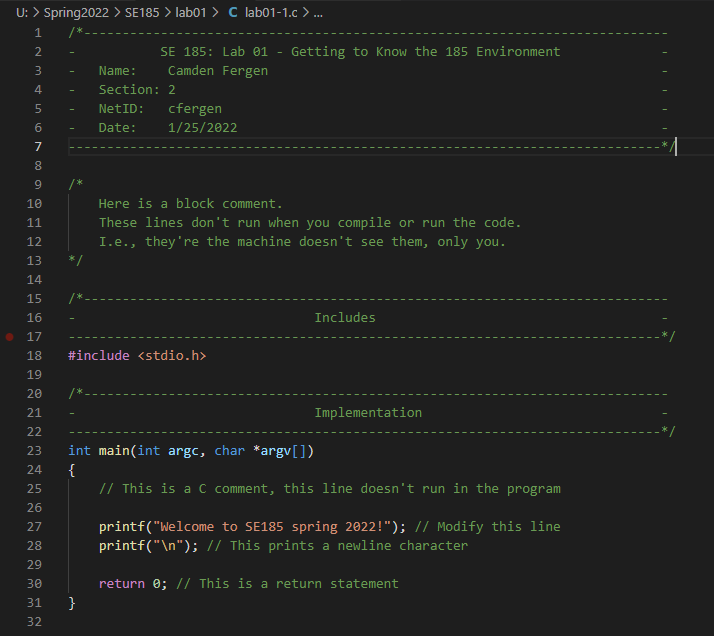 U: > Spring2022 > SE185 > lab01 > C lab01-1.c > ...
1 /*----------------------------------------------------------------------------
2 -           SE 185: Lab 01 - Getting to Know the 185 Environment             -
3 -   Name:    Camden Fergen                                                   -
4 -   Section: 2                                                               -
5 -   NetID:   cfergen                                                         -
6 -   Date:    1/25/2022                                                       -
7 -----------------------------------------------------------------------------*/
8
9 /*
10     Here is a block comment.
11     These lines don't run when you compile or run the code.
12     I.e., they're the machine doesn't see them, only you.
13 */
14
15 /*----------------------------------------------------------------------------
16 -                               Includes                                     -
17 -----------------------------------------------------------------------------*/
18 #include <stdio.h>
19
20 /*----------------------------------------------------------------------------
21 -                               Implementation                               -
22 -----------------------------------------------------------------------------*/
23 int main(int argc, char *argv[])
24 {
25     // This is a C comment, this line doesn't run in the program
26
27     printf("Welcome to SE185 spring 2022!"); // Modify this line
28     printf("\n"); // This prints a newline character
29
30     return 0; // This is a return statement
31 }
32